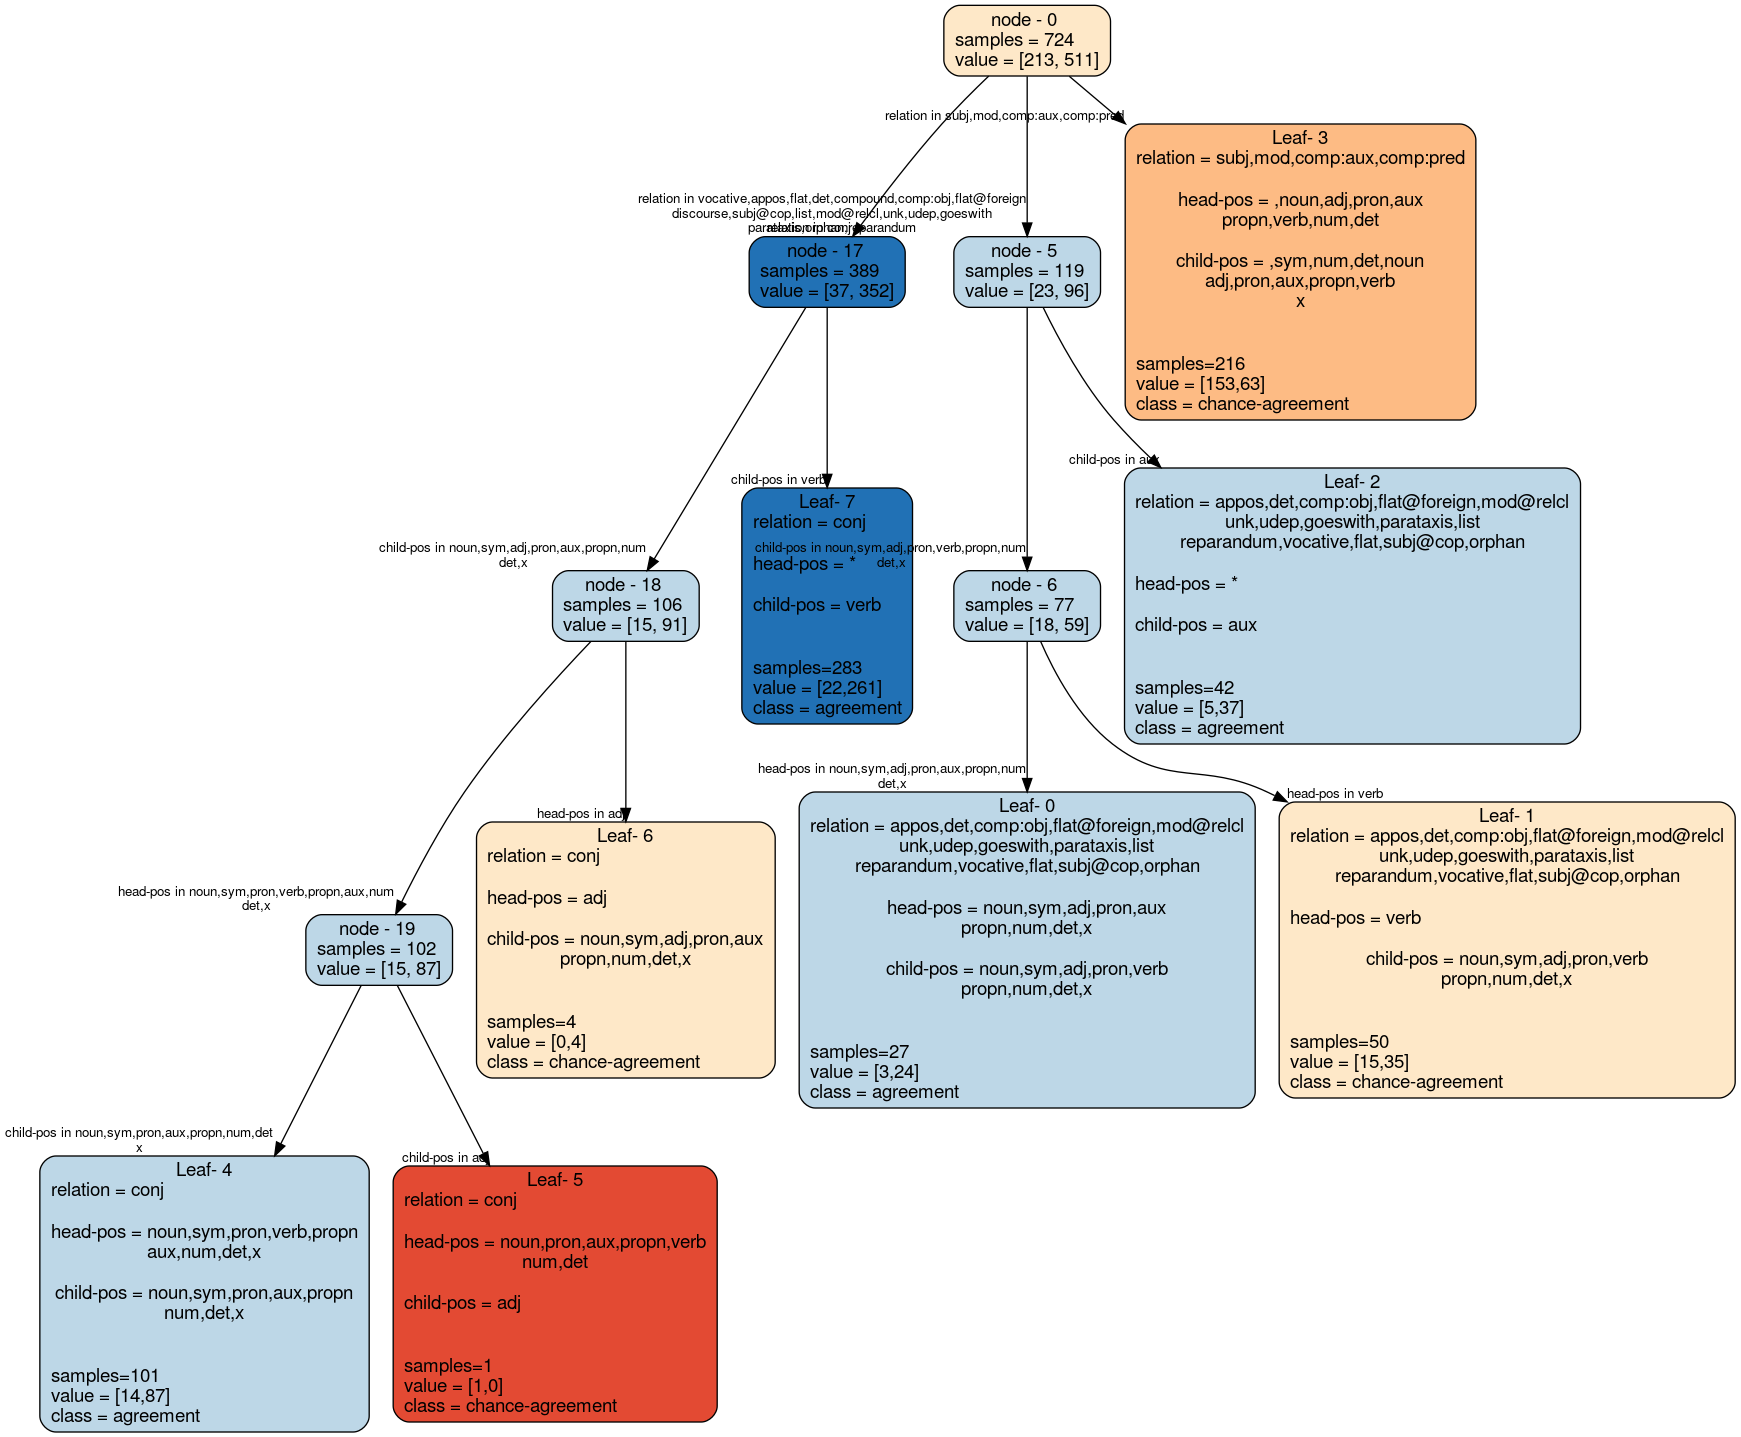 node - 0
samples = 724
value = [213, 511]
relation in subj,mod,comp:aux,comp:pred
Leaf- 3
relation = subj,mod,comp:aux,comp:pred
head-pos = ,noun,adj,pron,aux
propn,verb,num,det
child-pos = ,sym,num,det,noun
adj,pron,aux,propn,verb
x
samples=216
value = [153,63]
class = chance-agreement
relation in vocative,appos,flat,det,compound,comp:obj,flat@foreign
discourse,subj@cop,list,mod@relcl,unk,udep,goeswith
parataxis,orphan,reparandum
relation in conj
node - 17
samples = 389
value = [37, 352]
node - 5
samples = 119
value = [23, 96]
child-pos in aux
Leaf- 2
relation = appos,det,comp:obj,flat@foreign,mod@relcl
unk,udep,goeswith,parataxis,list
reparandum,vocative,flat,subj@cop,orphan
head-pos = *
child-pos = aux
samples=42
value = [5,37]
class = agreement
child-pos in verb
Leaf- 7
relation = conj
head-pos = *
child-pos = verb
samples=283
value = [22,261]
class = agreement
child-pos in noun,sym,adj,pron,aux,propn,num
det,x
node - 18
samples = 106
value = [15, 91]
child-pos in noun,sym,adj,pron,verb,propn,num
det,x
node - 6
samples = 77
value = [18, 59]
head-pos in noun,sym,adj,pron,aux,propn,num
det,x
Leaf- 0
relation = appos,det,comp:obj,flat@foreign,mod@relcl
unk,udep,goeswith,parataxis,list
reparandum,vocative,flat,subj@cop,orphan
head-pos = noun,sym,adj,pron,aux
propn,num,det,x
child-pos = noun,sym,adj,pron,verb
propn,num,det,x
samples=27
value = [3,24]
class = agreement
head-pos in verb
Leaf- 1
relation = appos,det,comp:obj,flat@foreign,mod@relcl
unk,udep,goeswith,parataxis,list
reparandum,vocative,flat,subj@cop,orphan
head-pos = verb
child-pos = noun,sym,adj,pron,verb
propn,num,det,x
samples=50
value = [15,35]
class = chance-agreement
head-pos in adj
Leaf- 6
relation = conj
head-pos = adj
child-pos = noun,sym,adj,pron,aux
propn,num,det,x
samples=4
value = [0,4]
class = chance-agreement
head-pos in noun,sym,pron,verb,propn,aux,num
det,x
node - 19
samples = 102
value = [15, 87]
child-pos in noun,sym,pron,aux,propn,num,det
x
Leaf- 4
relation = conj
head-pos = noun,sym,pron,verb,propn
aux,num,det,x
child-pos = noun,sym,pron,aux,propn
num,det,x
samples=101
value = [14,87]
class = agreement
child-pos in adj
Leaf- 5
relation = conj
head-pos = noun,pron,aux,propn,verb
num,det
child-pos = adj
samples=1
value = [1,0]
class = chance-agreement